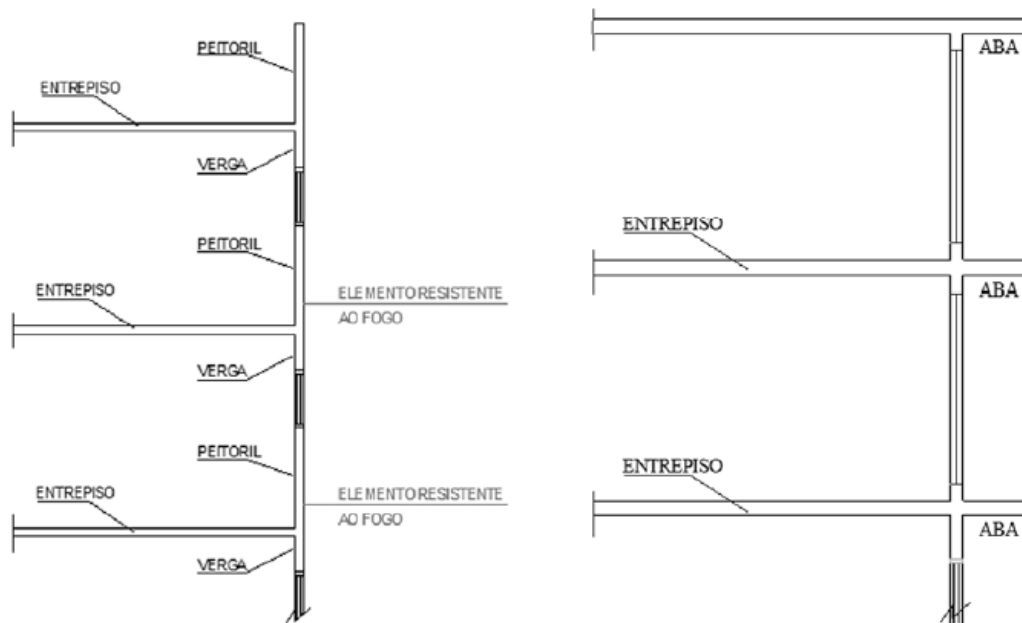 PEITORIL
ENTREPISO
VERGA
PEITORIL
ENTREPISO
ELEMENTO RESISTENTE
AO FOGO
VERGA
PEITORIL
ENTREPISO
ELEMENTO RESISTENTE
AO FOGO
VERGA
ABA
ENTREPISO
ABA
ENTREPISO
ABA